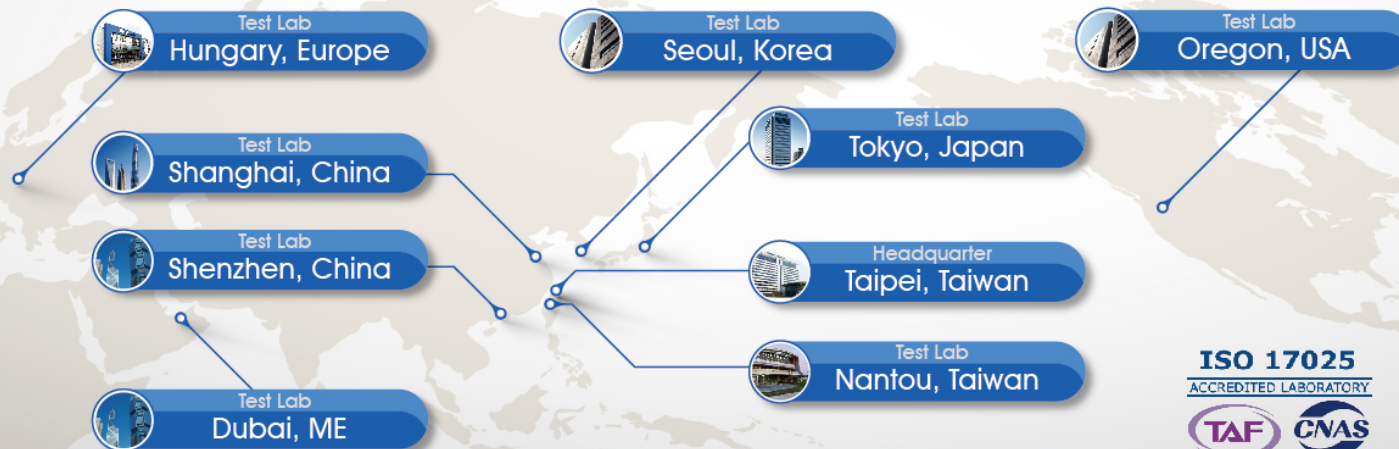 Test Lab
Hungary, Europe
Test Lab
Seoul, Korea
Test Lab
Oregon, USA
Test Lab
Shanghai, China
Test Lab
Tokyo, Japan
Test Lab
Shenzhen, China
Headquarter
Taipei, Taiwan
Test Lab
Nantou, Taiwan
Test Lab
Dubai, ME
ISO 17025
ACCREDITED LABORATORY
TAF
CNAS